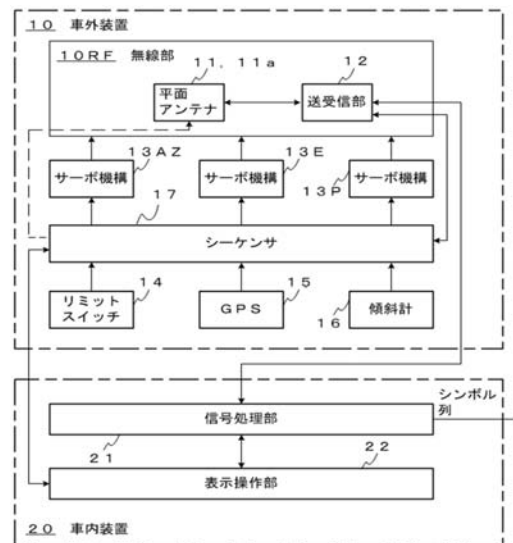 10 車外装置
10RF 無線部
11, 11a
12
平面
アンテナ
送受信部
13AZ
13E
サーボ機構
サーボ機構
サーボ機構
13P
17
シーケンサ
14
15
リミット
スイッチ
GPS
傾斜計
16
シンボル
列
信号処理部
21
22
表示操作部
20 車内装置